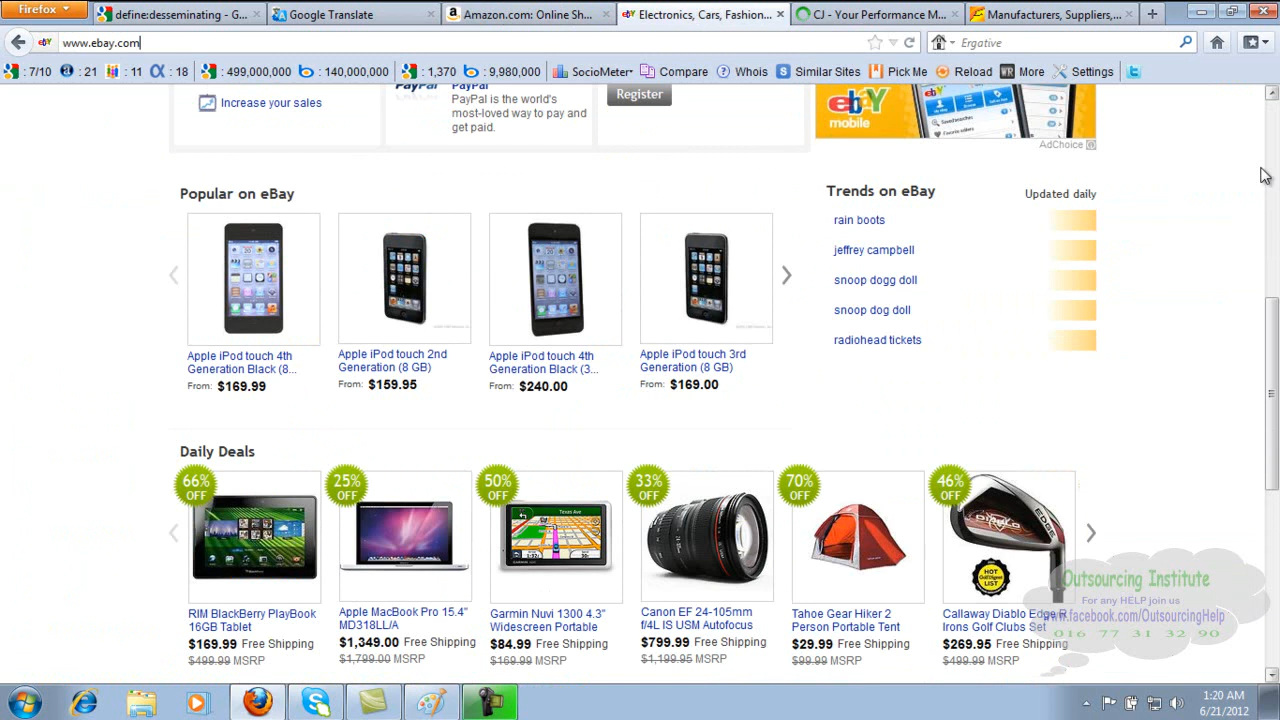 Firefox
define:desseminating - G...
Google Translate
Amazon.com: Online Sh...
Electronics, Cars, Fashion...
CJ - Your Performance M...
Manufacturers, Suppliers,...
www.ebay.com
Ergative
: 7/10
: 21
: 11
: 18
: 499,000,000
: 140,000,000
: 1,370
: 9,980,000
SocioMeter
Compare
Whois
Similar Sites
Pick Me
Reload
More
Settings
Increase your sales
PayPal
PayPal is the world's
most-loved way to pay and
get paid.
Register
ebay
mobile
AdChoice
Popular on eBay
Apple iPod touch 4th
Generation Black (8...
From: $169.99
Apple iPod touch 2nd
Generation (8 GB)
From: $159.95
Apple iPod touch 4th
Generation Black (3...
From: $240.00
Apple iPod touch 3rd
Generation (8 GB)
From: $169.00
Trends on eBay
Updated daily
rain boots
jeffrey campbell
snoop dogg doll
snoop dog doll
radiohead tickets
Daily Deals
66%
OFF
RIM BlackBerry PlayBook
16GB Tablet
$169.99 Free Shipping
$499.99 MSRP
25%
OFF
Apple MacBook Pro 15.4"
MD318LL/A
$1,349.00 Free Shipping
$1,799.00 MSRP
50%
OFF
Garmin Nuvi 1300 4.3"
Widescreen Portable
$84.99 Free Shipping
$169.99 MSRP
33%
OFF
Canon EF 24-105mm
f/4L IS USM Autofocus
$799.99 Free Shipping
$1,199.95 MSRP
70%
OFF
Tahoe Gear Hiker 2
Person Portable Tent
$29.99 Free Shipping
$99.99 MSRP
46%
OFF
Callaway Diablo Edge R
Irons Golf Clubs Set
$269.95 Free Shipping
$499.99 MSRP
DIABLO
EDGE
HOT
Golf Digest
LIST
Outsourcing Institute
For any HELP join us
www.facebook.com/OutsourcingHelp
016 77 31 32 90
1:20 AM
6/21/2012